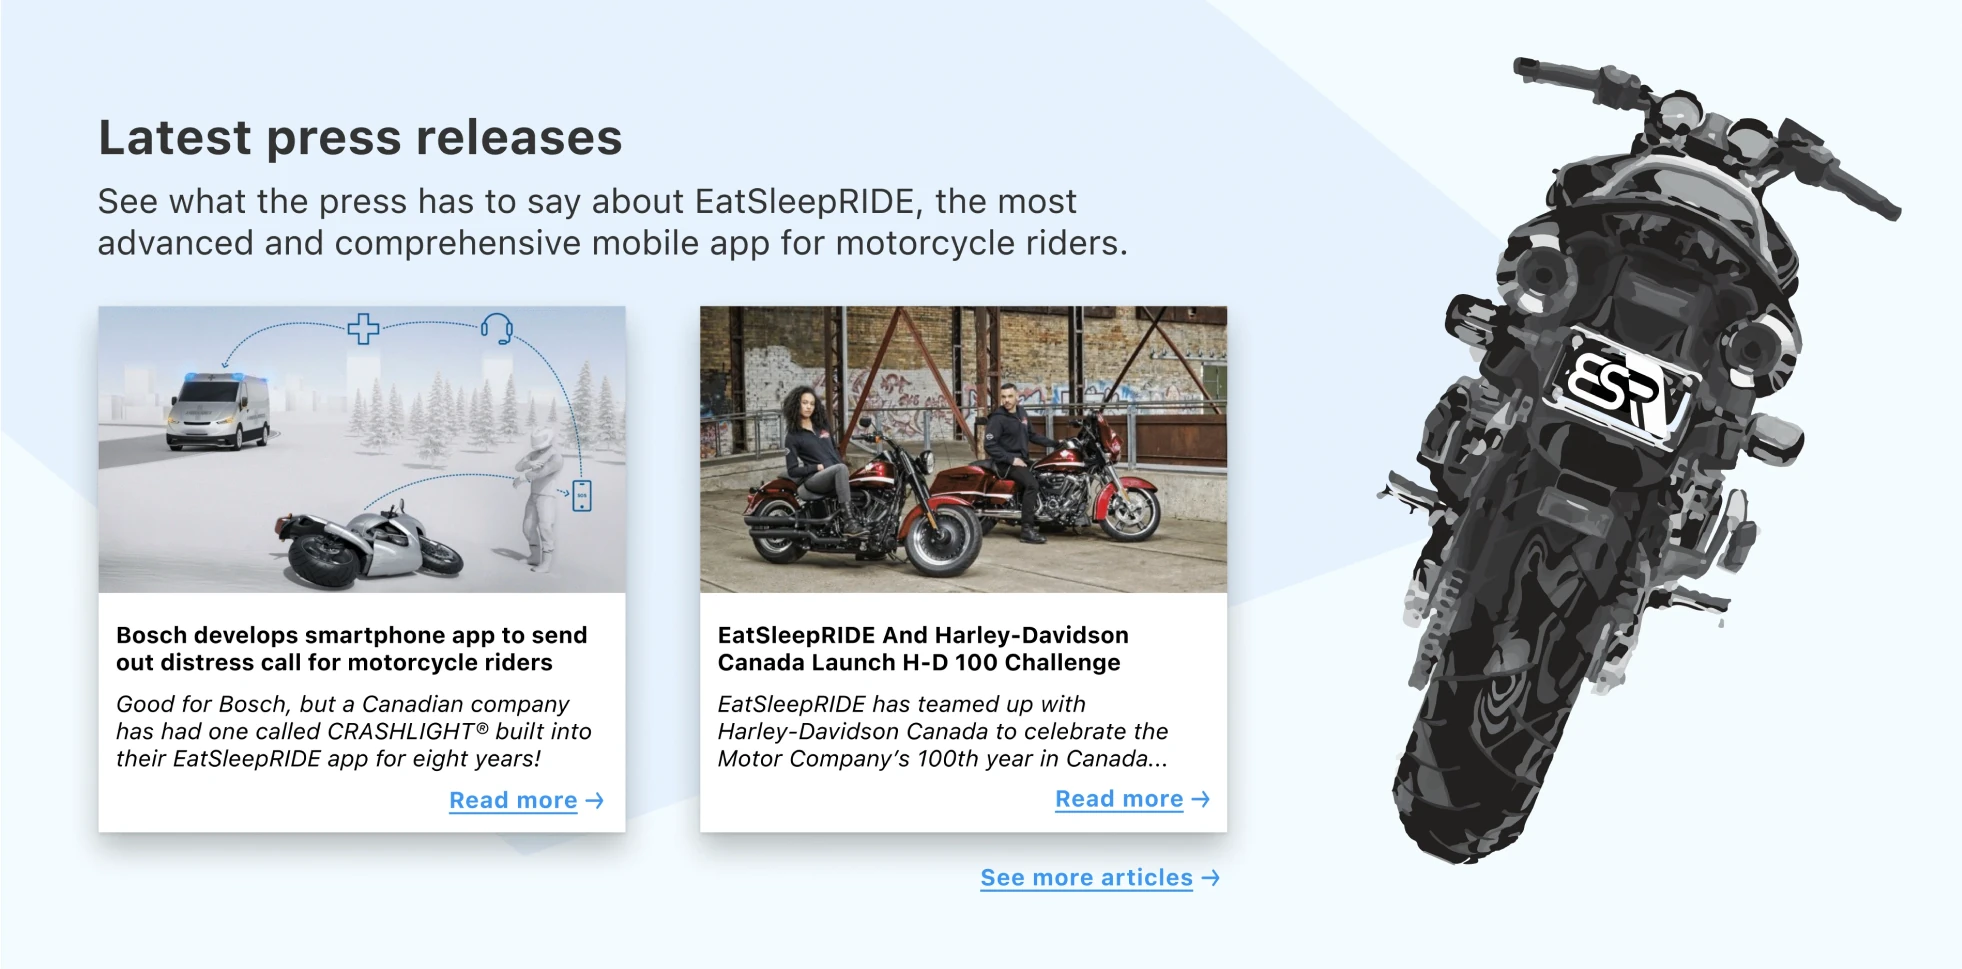 Latest press releases
See what the press has to say about EatSleepRIDE, the most
advanced and comprehensive mobile app for motorcycle riders.
SOS
Bosch develops smartphone app to send
out distress call for motorcycle riders
Good for Bosch, but a Canadian company
has had one called CRASHLIGHT® built into
their EatSleepRIDE app for eight years!
Read more →
EatSleepRIDE And Harley-Davidson
Canada Launch H-D 100 Challenge
EatSleepRIDE has teamed up with
Harley-Davidson Canada to celebrate the
Motor Company’s 100th year in Canada...
Read more →
See more articles →
ESR